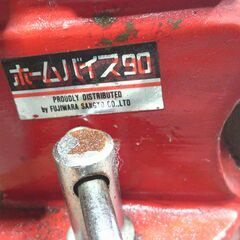 ホームバイス90
PROUDLY DISTRIBUTED
by FUJIWARA SANGYO CO.,LTD